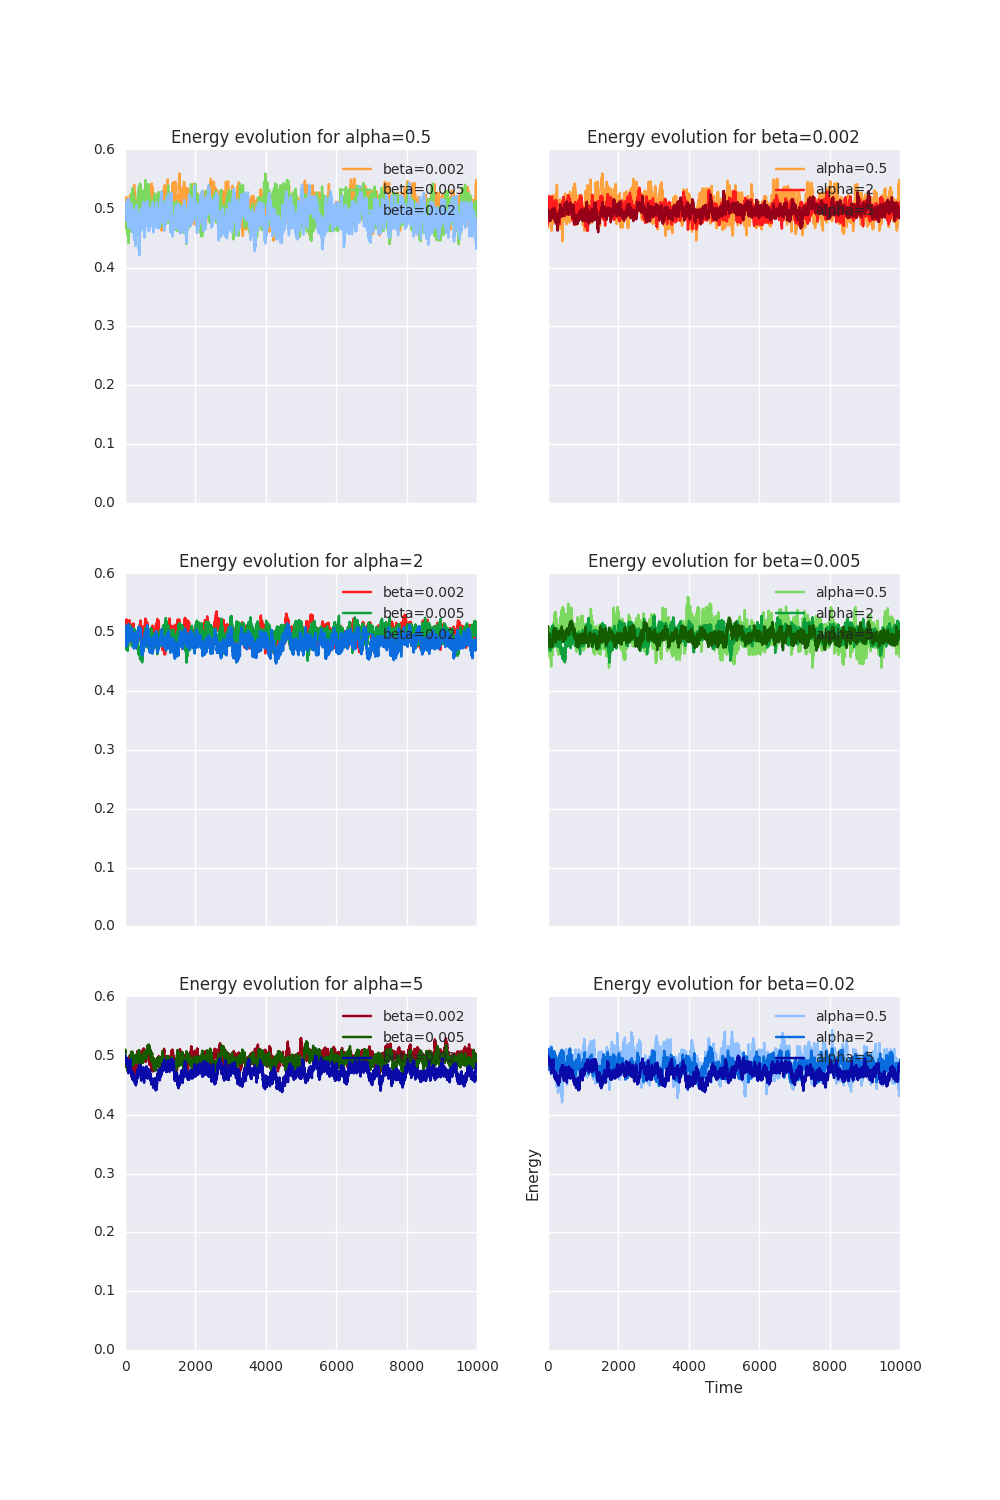 Energy evolution for alpha=0.5
0.6
0.5
0.4
0.3
0.2
0.1
0.0
beta=0.002
beta=0.005
beta=0.02
Energy evolution for beta=0.002
alpha=0.5
alpha=2
Energy evolution for alpha=2
0.6
0.5
0.4
0.3
0.2
0.1
0.0
beta=0.002
beta=0.005
beta=0.02
Energy evolution for beta=0.005
alpha=0.5
alpha=2
alpha=5
Energy evolution for alpha=5
0.6
0.5
0.4
0.3
0.2
0.1
0.0
beta=0.002
beta=0.005
0 2000 4000 6000 8000 10000
Energy evolution for beta=0.02
alpha=0.5
alpha=2
alpha=5
Energy
0 2000 4000 6000 8000 10000
Time